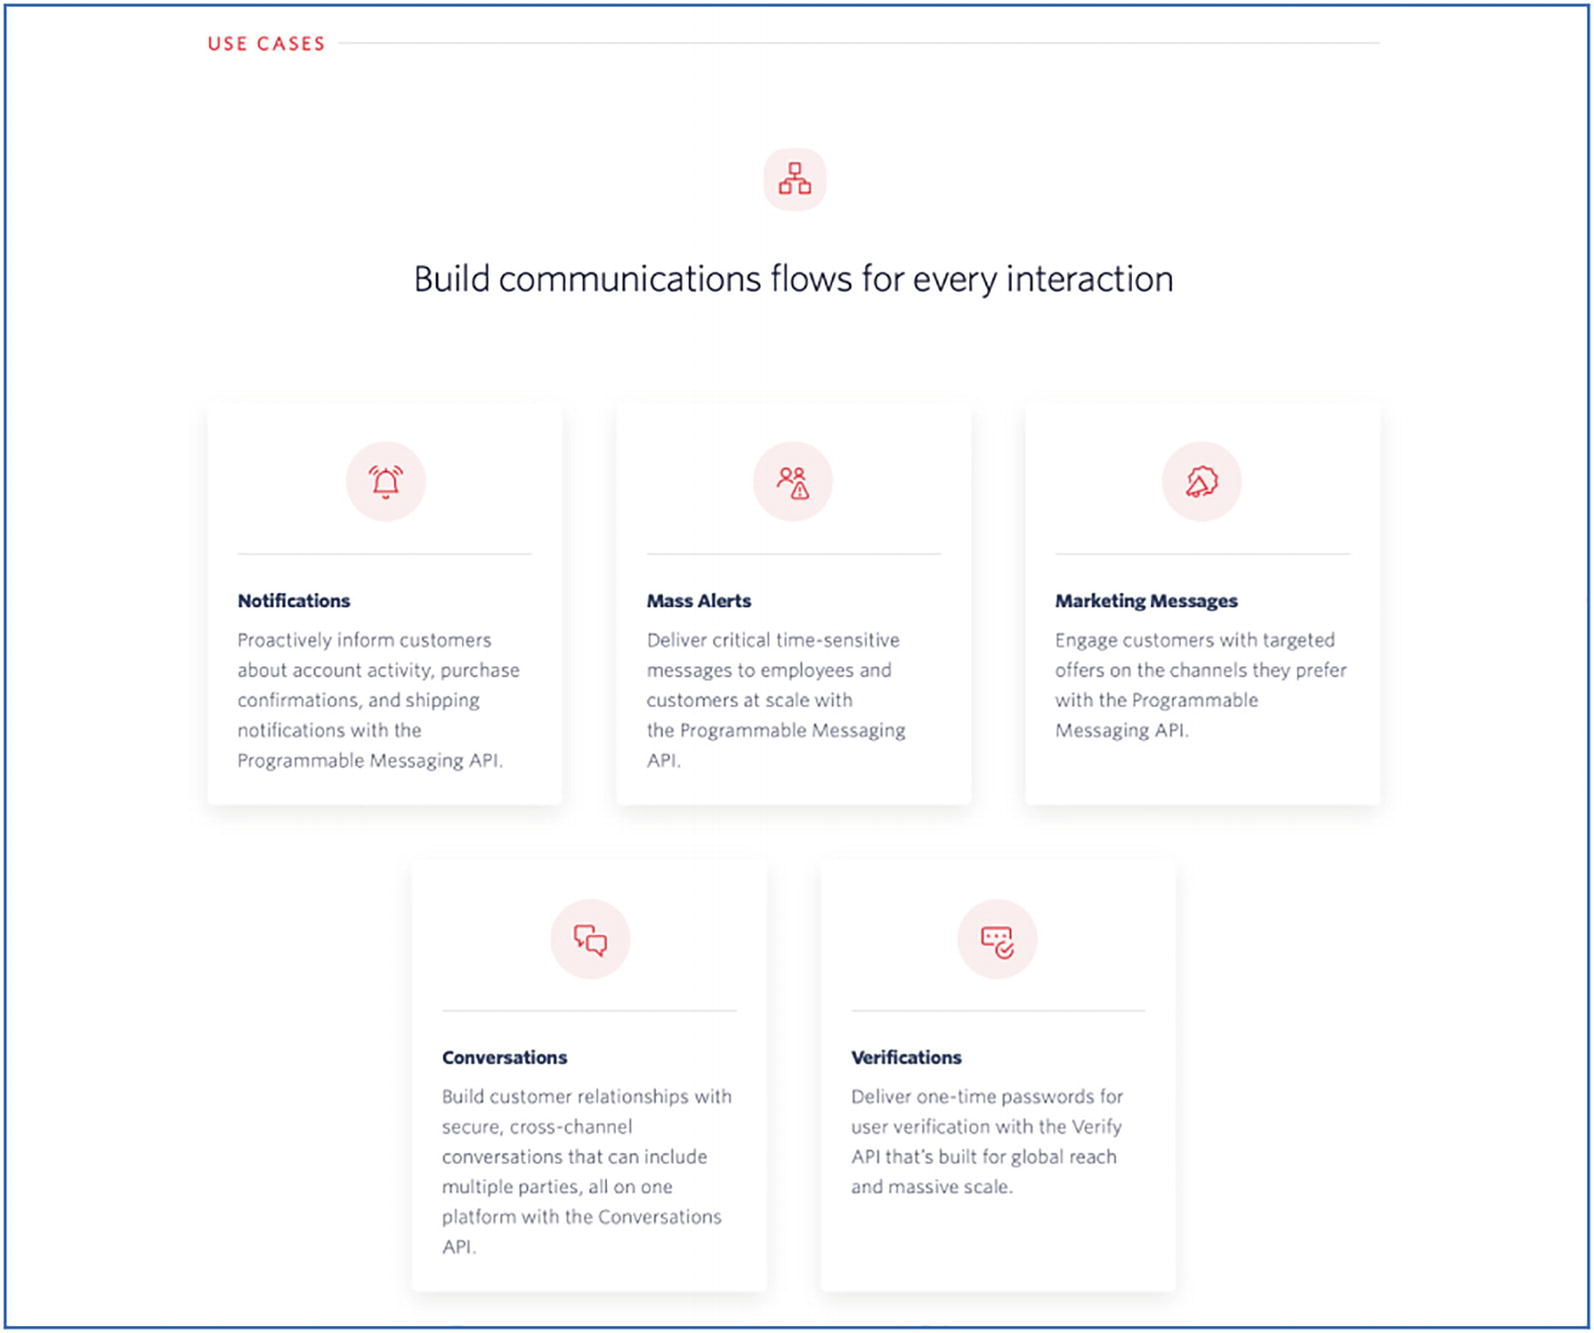 USE CASES
Build communications flows for every interaction
Notifications
Proactively inform customers
about account activity, purchase
confirmations, and shipping
notifications with the
Programmable Messaging API.
Mass Alerts
Deliver critical time-sensitive
messages to employees and
customers at scale with
the Programmable Messaging
API.
Marketing Messages
Engage customers with targeted
offers on the channels they prefer
with the Programmable
Messaging API.
Conversations
Build customer relationships with
secure, cross-channel
conversations that can include
multiple parties, all on one
platform with the Conversations
API.
Verifications
Deliver one-time passwords for
user verification with the Verify
API that's built for global reach
and massive scale.